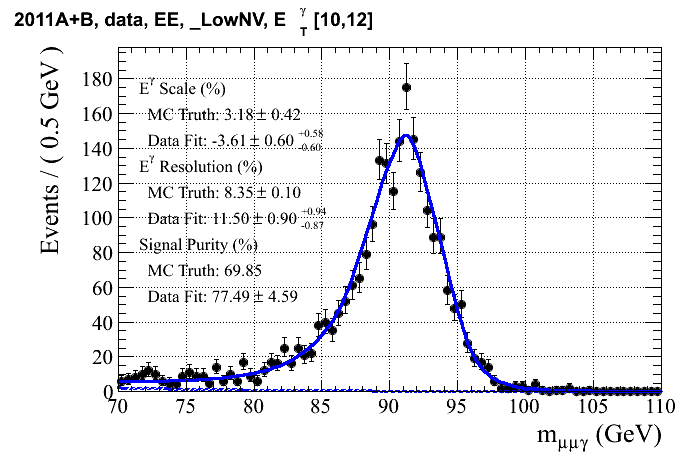 2011A+B, data, EE, _LowNV, E γ T [10,12]
Events / ( 0.5 GeV )
180
160
140
120
100
80
60
40
20
0
Eγ Scale (%)
MC Truth: 3.18 ± 0.42
Data Fit: -3.61 ± 0.60 +0.58 -0.60
Eγ Resolution (%)
MC Truth: 8.35 ± 0.10
Data Fit: 11.50 ± 0.90 +0.94 -0.87
Signal Purity (%)
MC Truth: 69.85
Data Fit: 77.49 ± 4.59
70 75 80 85 90 95 100 105 110
mμμγ (GeV)